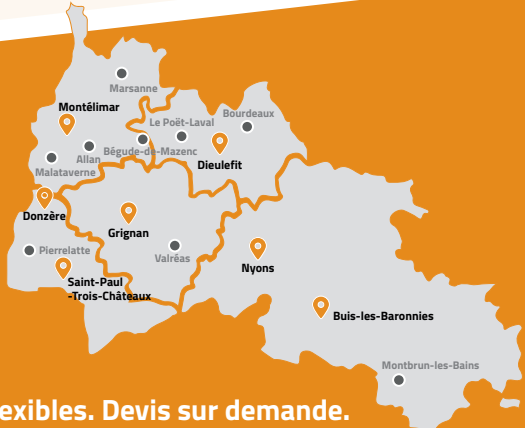 Marsanne
Montélimar
Bourdeaux
Le Poët-Laval
Bégude-de-Mazenc
Allan
Dieulefit
Malataverne
Donzère
Grignan
Pierrelatte
Valréas
Nyons
Saint-Paul
-Trois-Châteaux
Buis-les-Baronnies
Montbrun-les-Bains
exibles. Devis sur demande.